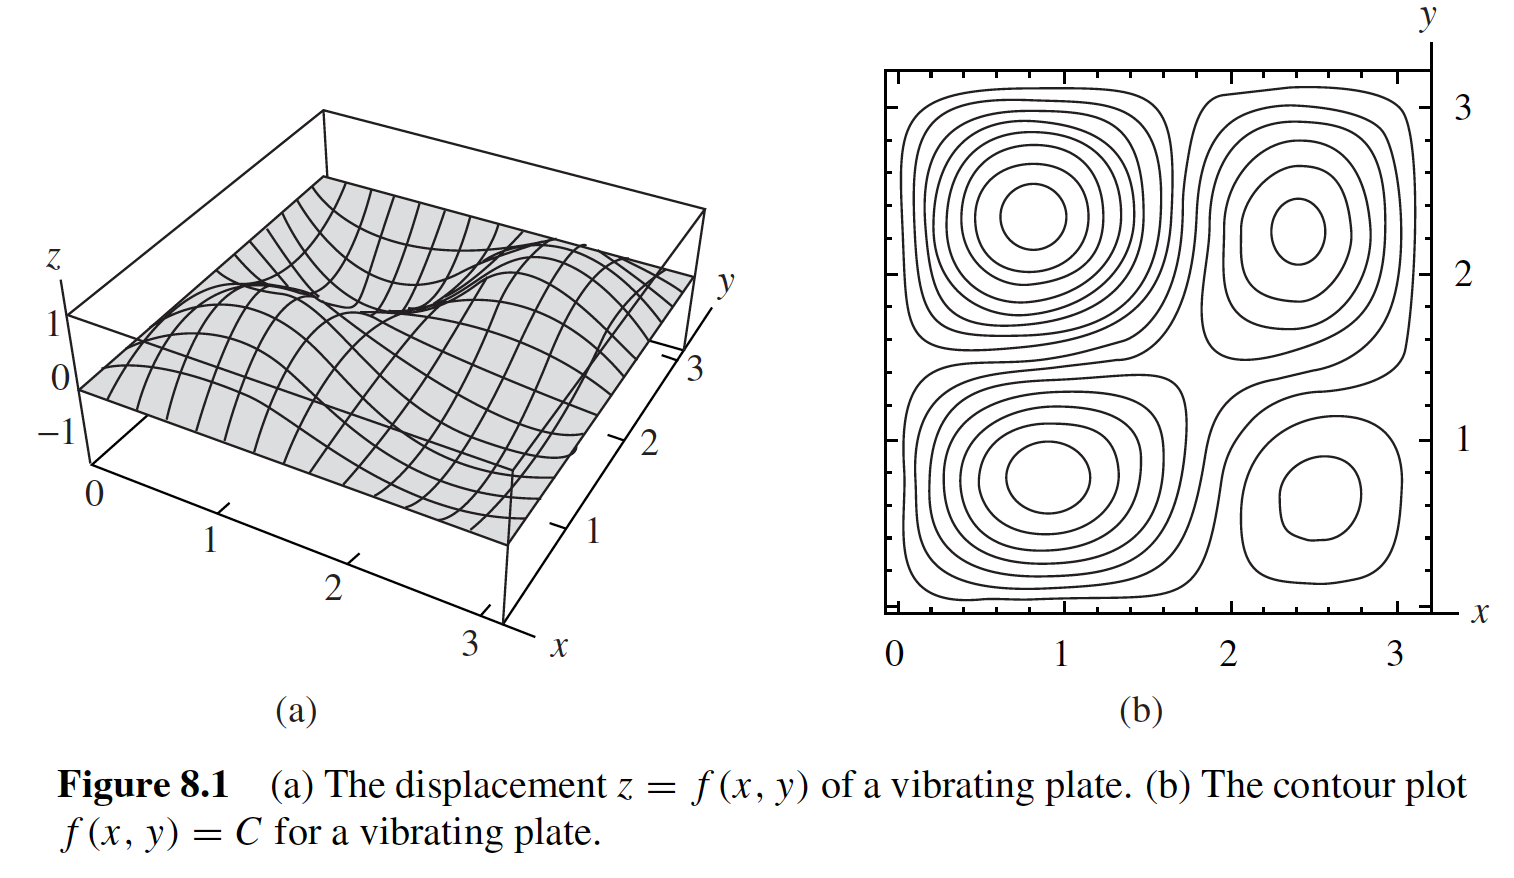 z
1
0
−1
0
1
2
3
x
1
2
3
y
(a)
y
3
2
1
x
0
1
2
3
(b)
Figure 8.1 (a) The displacement z = f (x, y) of a vibrating plate. (b) The contour plot
f (x, y) = C for a vibrating plate.